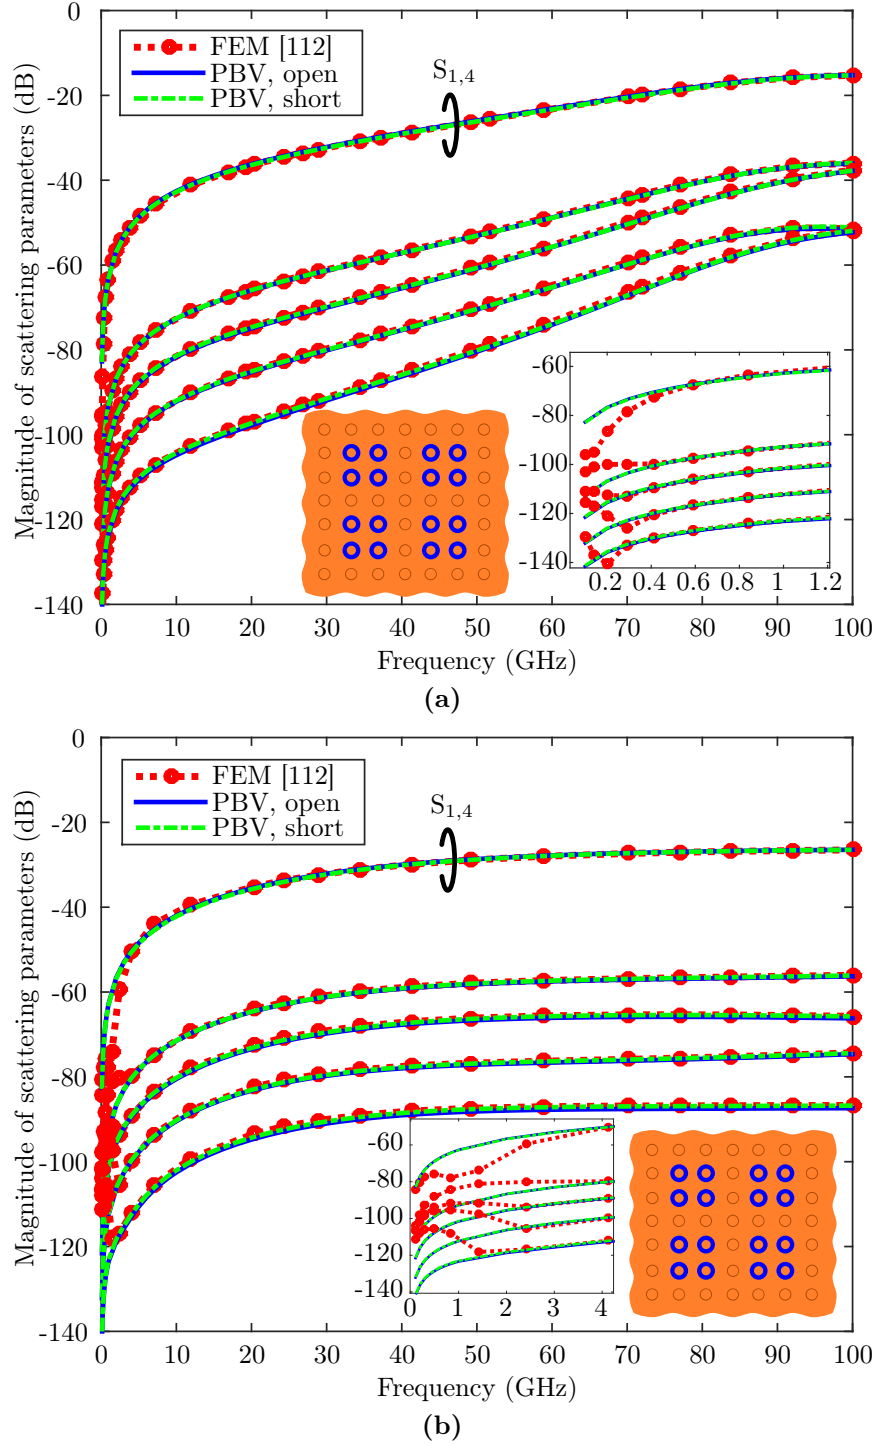 0
-20
-40
-60
-80
-100
-120
-140
Magnitude of scattering parameters (dB)
FEM [112]
PBV, open
PBV, short
S1,4
-60
-80
-100
-120
-140
0.2 0.4 0.6 0.8 1 1.2
0 10 20 30 40 50 60 70 80 90 100
Frequency (GHz)
(a)
0
-20
-40
-60
-80
-100
-120
-140
Magnitude of scattering parameters (dB)
FEM [112]
PBV, open
PBV, short
S1,4
-60
-80
-100
-120
-140
0 1 2 3 4
0 10 20 30 40 50 60 70 80 90 100
Frequency (GHz)
(b)